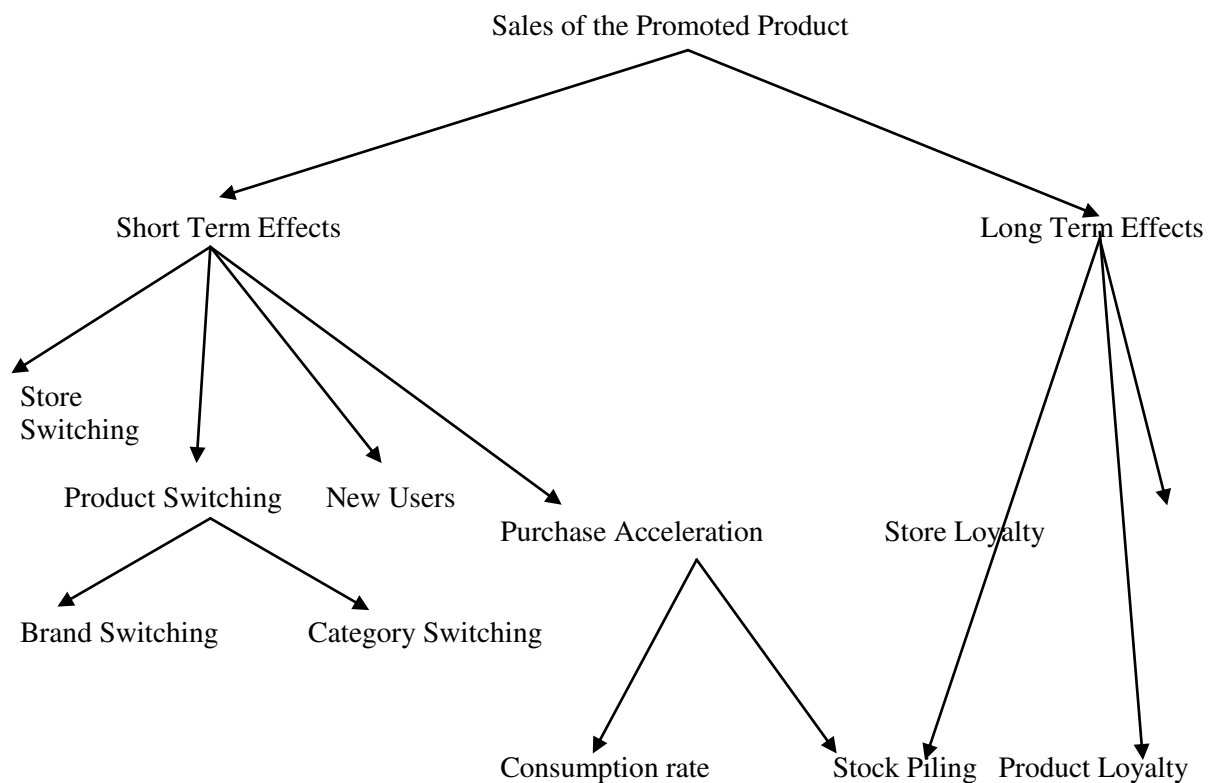 Sales of the Promoted Product
Short Term Effects
Long Term Effects
Store
Switching
Product Switching
New Users
Purchase Acceleration
Store Loyalty
Brand Switching
Category Switching
Consumption rate
Stock Piling
Product Loyalty